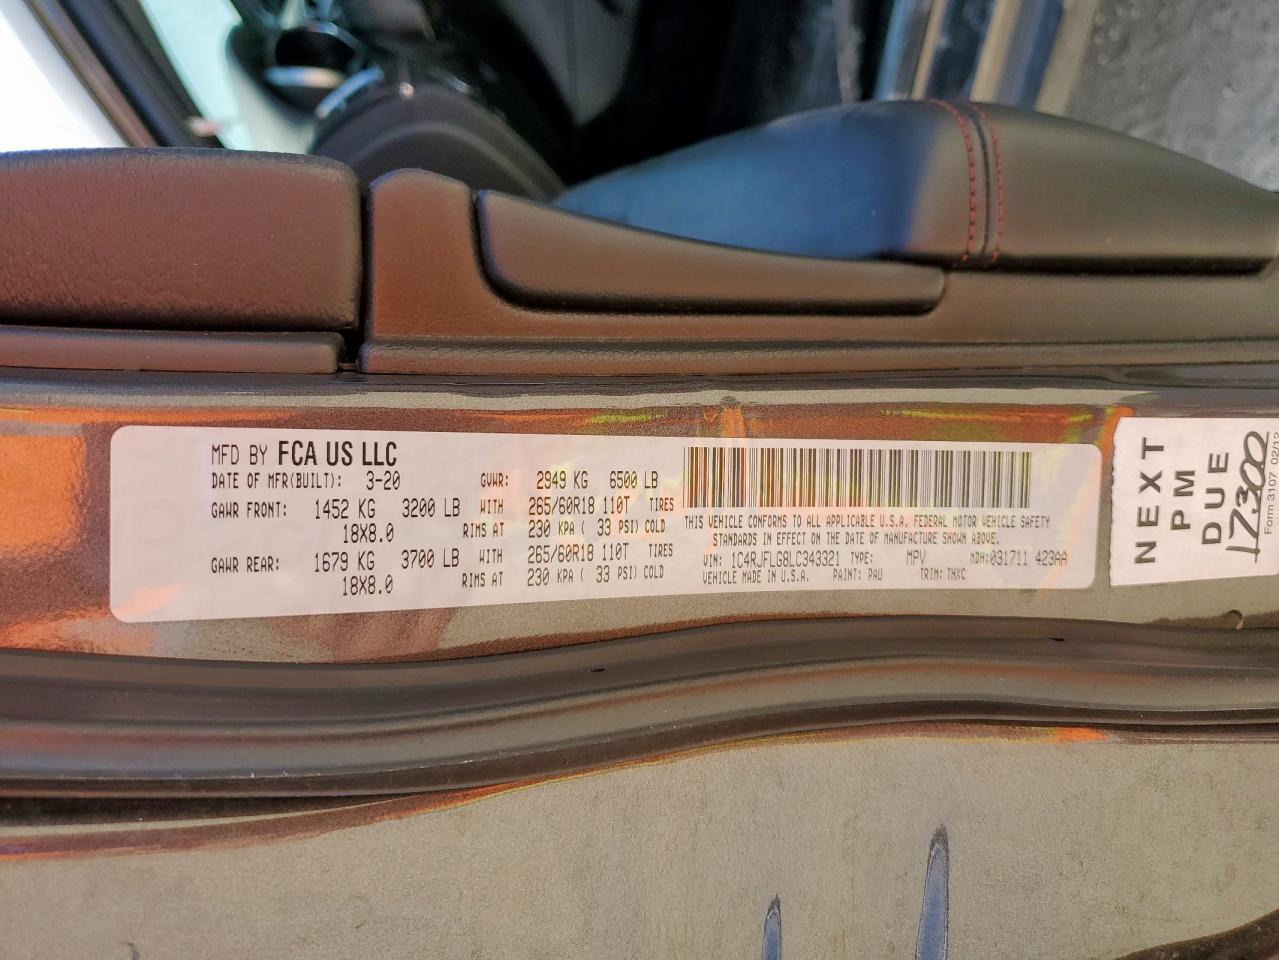 MFD BY FCA US LLC
DATE OF MFR(BUILT): 3-20 GVWR: 2949 KG 6500 LB
GAWR FRONT: 1452 KG 3200 LB WITH 265/60R18 110T TIRES
18X8.0 RIMS AT 230 KPA ( 33 PSI) COLD
GAWR REAR: 1679 KG 3700 LB WITH 265/60R18 110T TIRES
18X8.0 RIMS AT 230 KPA ( 33 PSI) COLD
THIS VEHICLE CONFORMS TO ALL APPLICABLE U.S.A. FEDERAL MOTOR VEHICLE SAFETY
STANDARDS IN EFFECT ON THE DATE OF MANUFACTURE SHOWN ABOVE.
VIN: 1C4RJFLG8LC343321 TYPE: MPV MDH:031711 423AA
VEHICLE MADE IN U.S.A. PAINT: PAU TRIM: THXC
NEXT
PM
DUE
17300
Form 3107 02/12